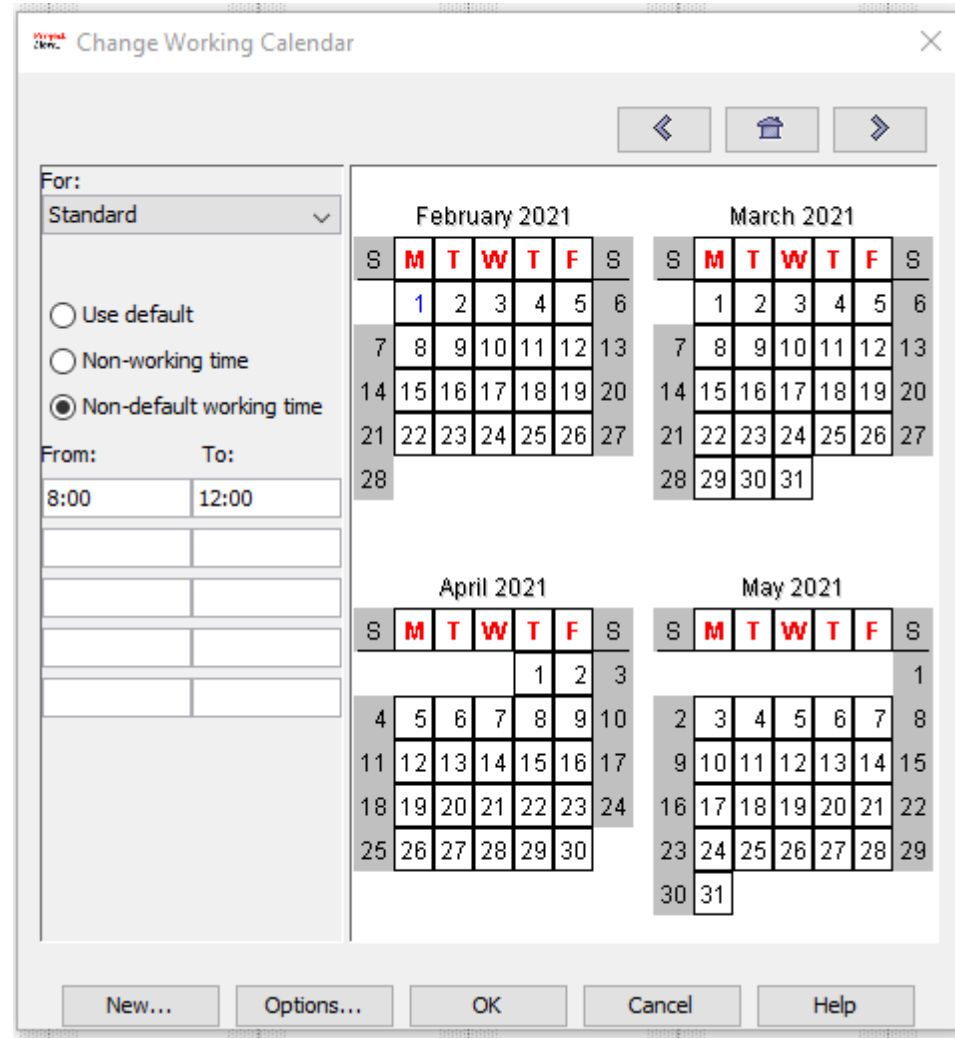 Change Working Calendar
For:
Standard
Use default
Non-working time
Non-default working time
From: To:
8:00 12:00
February 2021
S M T W T F S
1 2 3 4 5 6
7 8 9 10 11 12 13
14 15 16 17 18 19 20
21 22 23 24 25 26 27
28
March 2021
S M T W T F S
1 2 3 4 5 6
7 8 9 10 11 12 13
14 15 16 17 18 19 20
21 22 23 24 25 26 27
28 29 30 31
April 2021
S M T W T F S
1 2 3
4 5 6 7 8 9 10
11 12 13 14 15 16 17
18 19 20 21 22 23 24
25 26 27 28 29 30
May 2021
S M T W T F S
1
2 3 4 5 6 7 8
9 10 11 12 13 14 15
16 17 18 19 20 21 22
23 24 25 26 27 28 29
30 31
New... Options... OK Cancel Help